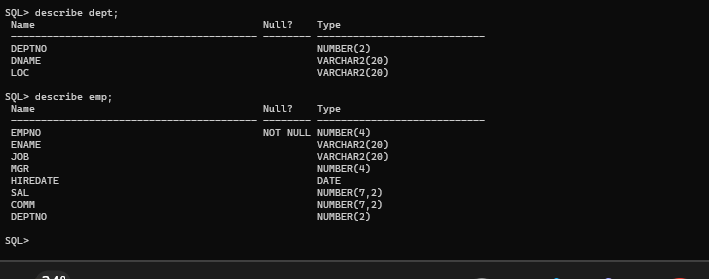 SQL> describe dept;
Name Null? Type
----------------------------------------- -------- ----------------------------
DEPTNO NUMBER(2)
DNAME VARCHAR2(20)
LOC VARCHAR2(20)
SQL> describe emp;
Name Null? Type
----------------------------------------- -------- ----------------------------
EMPNO NOT NULL NUMBER(4)
ENAME VARCHAR2(20)
JOB VARCHAR2(20)
MGR NUMBER(4)
HIREDATE DATE
SAL NUMBER(7,2)
COMM NUMBER(7,2)
DEPTNO NUMBER(2)
SQL>